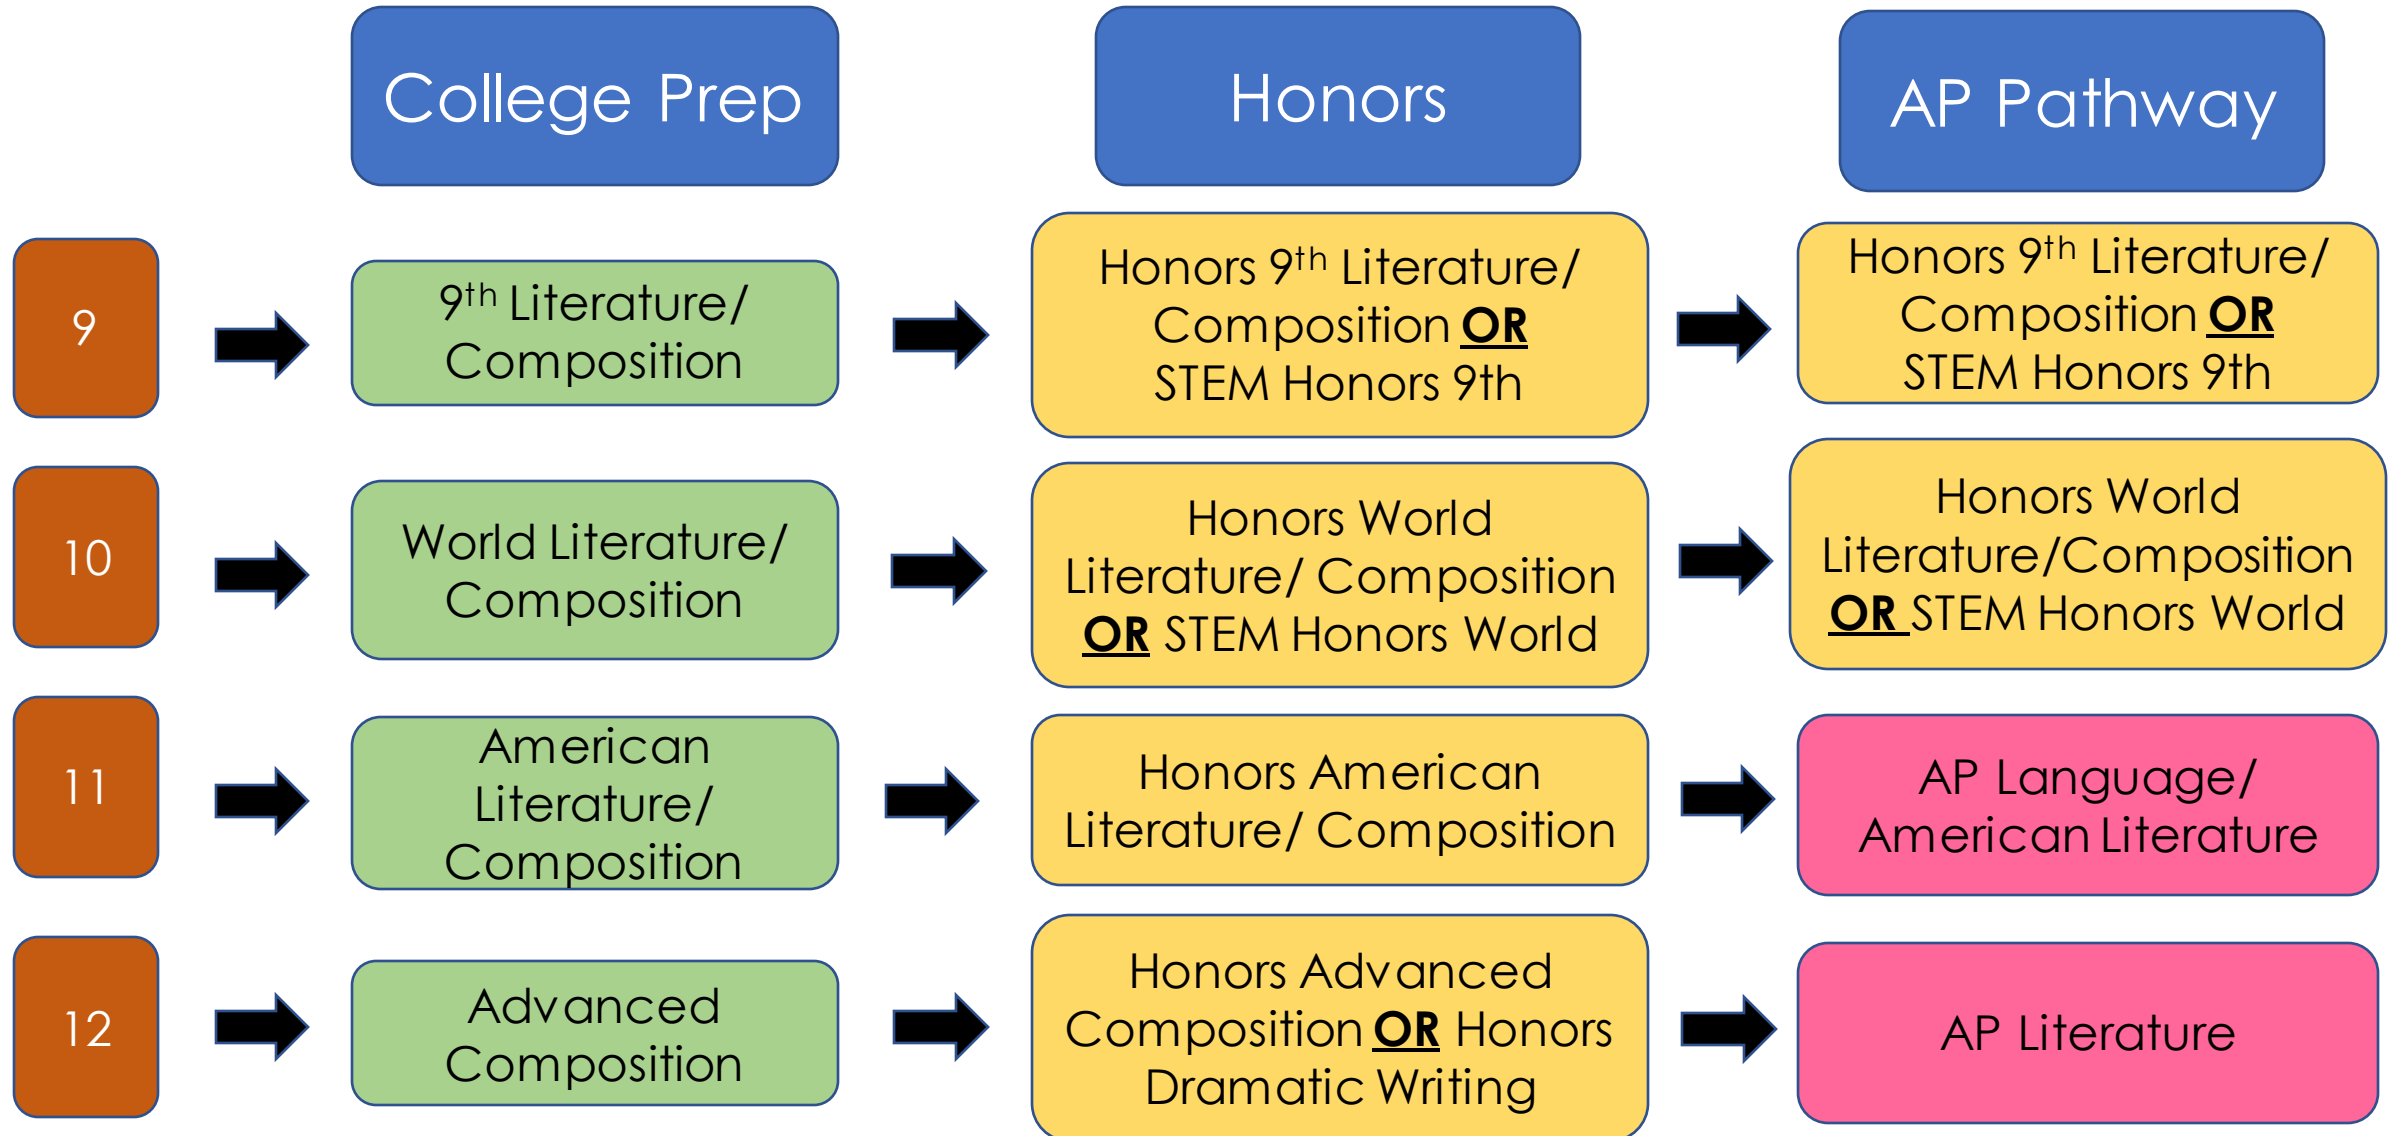 College Prep
Honors
AP Pathway
9
9th Literature/
Composition
Honors 9th Literature/
Composition OR
STEM Honors 9th
Honors 9th Literature/
Composition OR
STEM Honors 9th
10
World Literature/
Composition
Honors World
Literature/ Composition
OR STEM Honors World
Honors World
Literature/Composition
OR STEM Honors World
11
American
Literature/
Composition
Honors American
Literature/ Composition
AP Language/
American Literature
12
Advanced
Composition
Honors Advanced
Composition OR Honors
Dramatic Writing
AP Literature